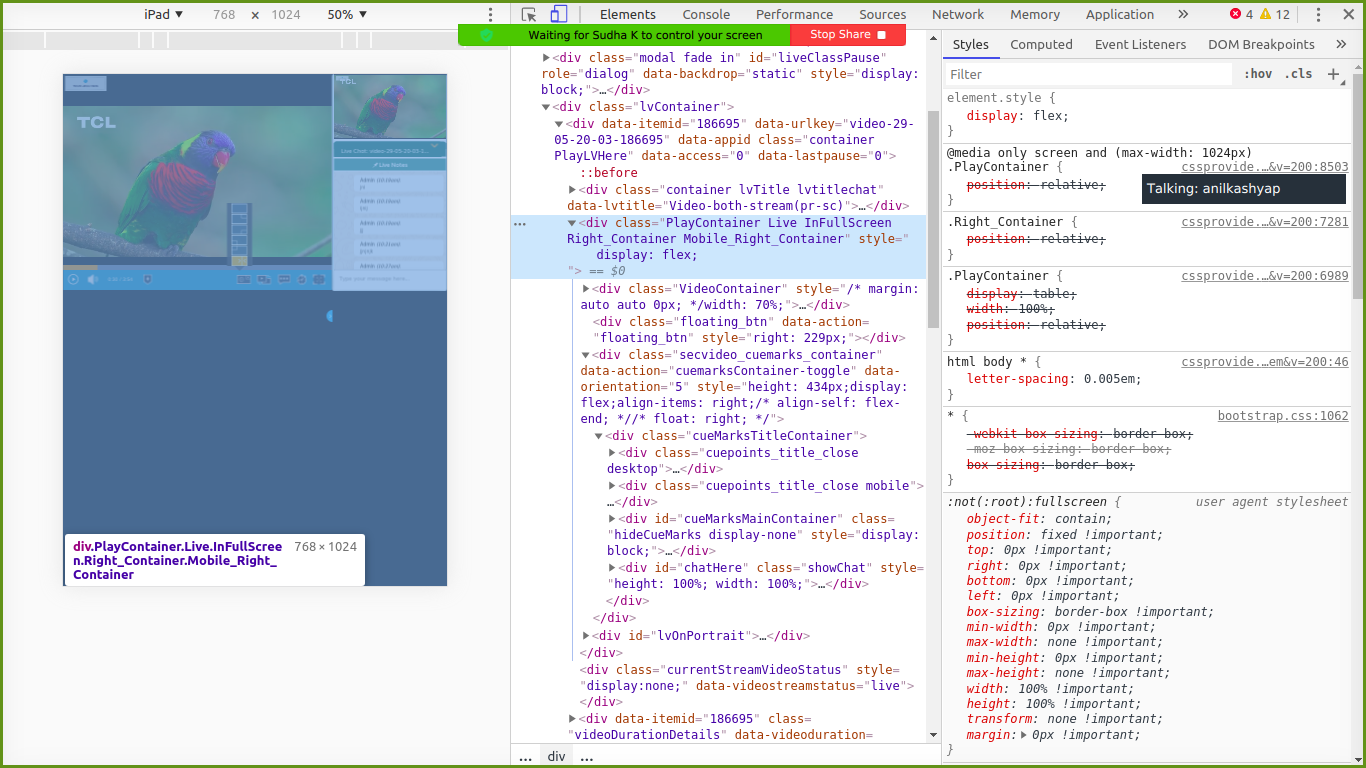 iPad ▼ 768 × 1024 50% ▼
Elements Console Performance Sources Network Memory Application » 4 12
Waiting for Sudha K to control your screen
Stop Share
TCL
TCL
Live Chat: video-29-05-20-03-1...
Live Notes
div.PlayContainer.Live.InFullScree 768 × 1024
n.Right_Container.Mobile_Right_
Container
▶<div class="modal fade in" id="liveClassPause"
role="dialog" data-backdrop="static" style="display:
block;">…</div>
▼<div class="lvContainer">
▼<div data-itemid="186695" data-urlkey="video-29-
05-20-03-186695" data-appid class="container
PlayLVHere" data-access="0" data-lastpause="0">
::before
▶<div class="container lvTitle lvtitlechat"
data-lvtitle="Video-both-stream(pr-sc)">…</div>
… ▼<div class="PlayContainer Live InFullScreen
Right_Container Mobile_Right_Container" style="
display: flex;
"> == $0
▶<div class="VideoContainer" style="/* margin:
auto auto 0px; */width: 70%;">…</div>
<div class="floating_btn" data-action=
"floating_btn" style="right: 229px;"></div>
▼<div class="secvideo_cuemarks_container"
data-action="cuemarksContainer-toggle" data-
orientation="5" style="height: 434px;display:
flex;align-items: right;/* align-self: flex-
end; *//* float: right; */">
▼<div class="cueMarksTitleContainer">
▶<div class="cuepoints_title_close
desktop">…</div>
▶<div class="cuepoints_title_close mobile">
…</div>
▶<div id="cueMarksMainContainer" class=
"hideCueMarks display-none" style="display:
block;">…</div>
▶<div id="chatHere" class="showChat" style=
"height: 100%; width: 100%;">…</div>
</div>
</div>
▶<div id="lvOnPortrait">…</div>
</div>
<div class="currentStreamVideoStatus" style=
"display:none;" data-videostreamstatus="live">
</div>
▶<div data-itemid="186695" class=
"videoDurationDetails" data-videoduration=
... div ...
Styles Computed Event Listeners DOM Breakpoints »
Filter :hov .cls +
element.style {
display: flex;
}
@media only screen and (max-width: 1024px)
.PlayContainer { cssprovide...&v=200:8503
position: relative;
}
Talking: anilkashyap
.Right_Container { cssprovide...&v=200:7281
position: relative;
}
.PlayContainer { cssprovide...&v=200:6989
display: table;
width: 100%;
position: relative;
}
html body * { cssprovide...em&v=200:46
letter-spacing: 0.005em;
}
* { bootstrap.css:1062
-webkit-box-sizing: border-box;
-moz-box-sizing: border-box;
box-sizing: border-box;
}
:not(:root):fullscreen { user agent stylesheet
object-fit: contain;
position: fixed !important;
top: 0px !important;
right: 0px !important;
bottom: 0px !important;
left: 0px !important;
box-sizing: border-box !important;
min-width: 0px !important;
max-width: none !important;
min-height: 0px !important;
max-height: none !important;
width: 100% !important;
height: 100% !important;
transform: none !important;
margin: ▶ 0px !important;
}